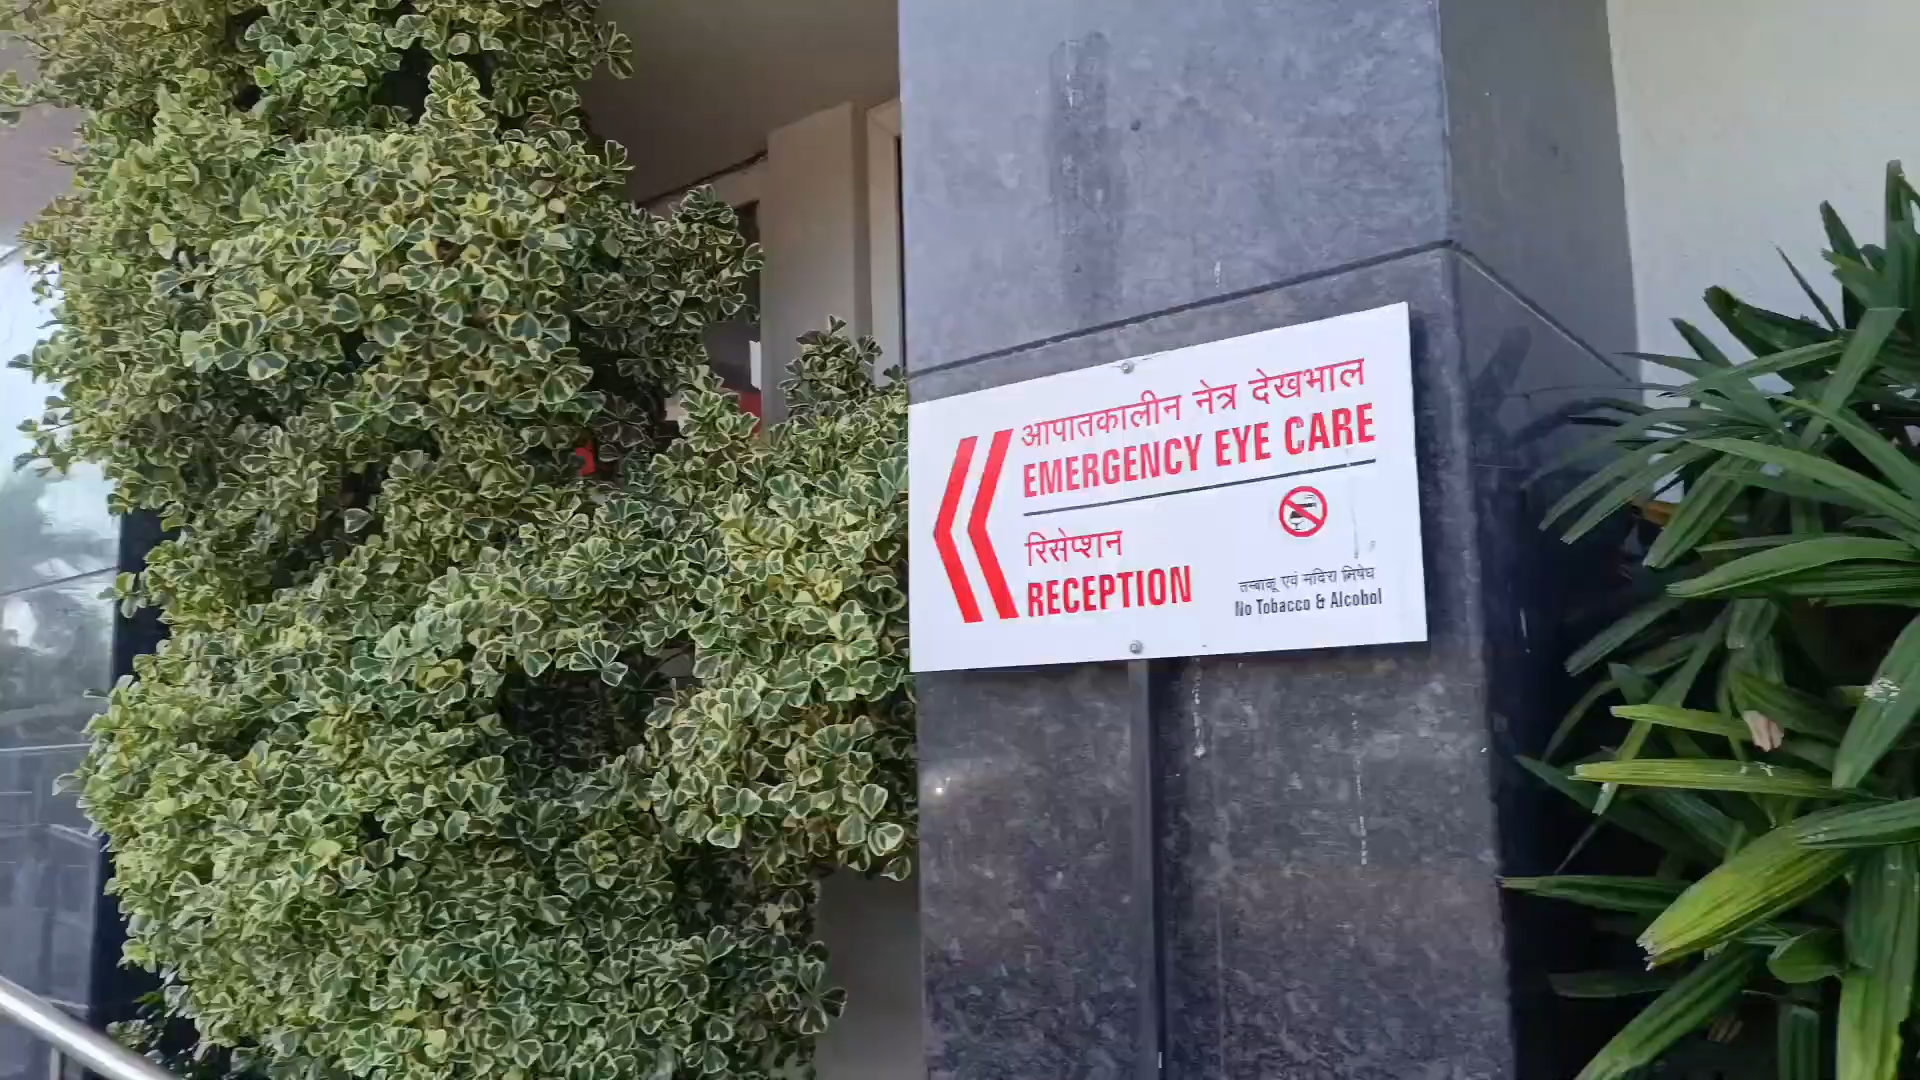 आपातकालीन नेत्र देखभाल
EMERGENCY EYE CARE
रिसेप्शन
RECEPTION
तम्बाकू एवं मदिरा निषेध
No Tobacco & Alcohol